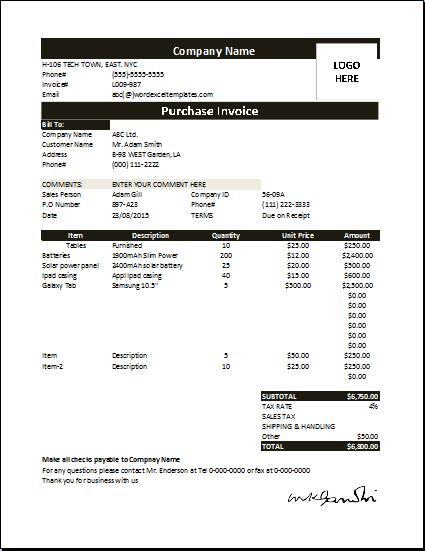 Company Name
LOGO HERE
H-106 TECH TOWN, EAST. NYC
Phone# (555)-5555-5555
Invoice# L009-987
Email abc(@)wordexceltemplates.com
Purchase Invoice
Bill To:
Company Name ABC Ltd.
Customer Name Mr. Adam Smith
Address B-98 WEST Garden, LA
Phone (000) 111-2222
COMMENTS: ENTER YOUR COMMENT HERE
Sales Person Adam Gill Company ID 56-09A
P.O Number 897-A23 Phone# (111) 222-3333
Date 23/08/2015 TERMS Due on Receipt
Item Description Quantity Unit Price Amount
Tables Furnished 10 $25.00 $250.00
Batteries 1900mAh Slim Power 200 $12.00 $2,400.00
Solar power panel 2400mAh solar battery 25 $20.00 $500.00
Ipad casing Appl Ipad casing 40 $15.00 $600.00
Galaxy Tab Samsung 10.5" 5 $500.00 $2,500.00
$0.00
$0.00
$0.00
$0.00
$0.00
$0.00
Item Description 5 $50.00 $250.00
Item-2 Description 10 $25.00 $250.00
SUBTOTAL $6,750.00
TAX RATE 4%
SALES TAX
SHIPPING & HANDLING
Other $50.00
TOTAL $6,800.00
Make all checks payable to Compnay Name
For any questions please contact Mr. Enderson at Tel 0-000-0000 or fax at 0-000-0000
Thank you for business with us